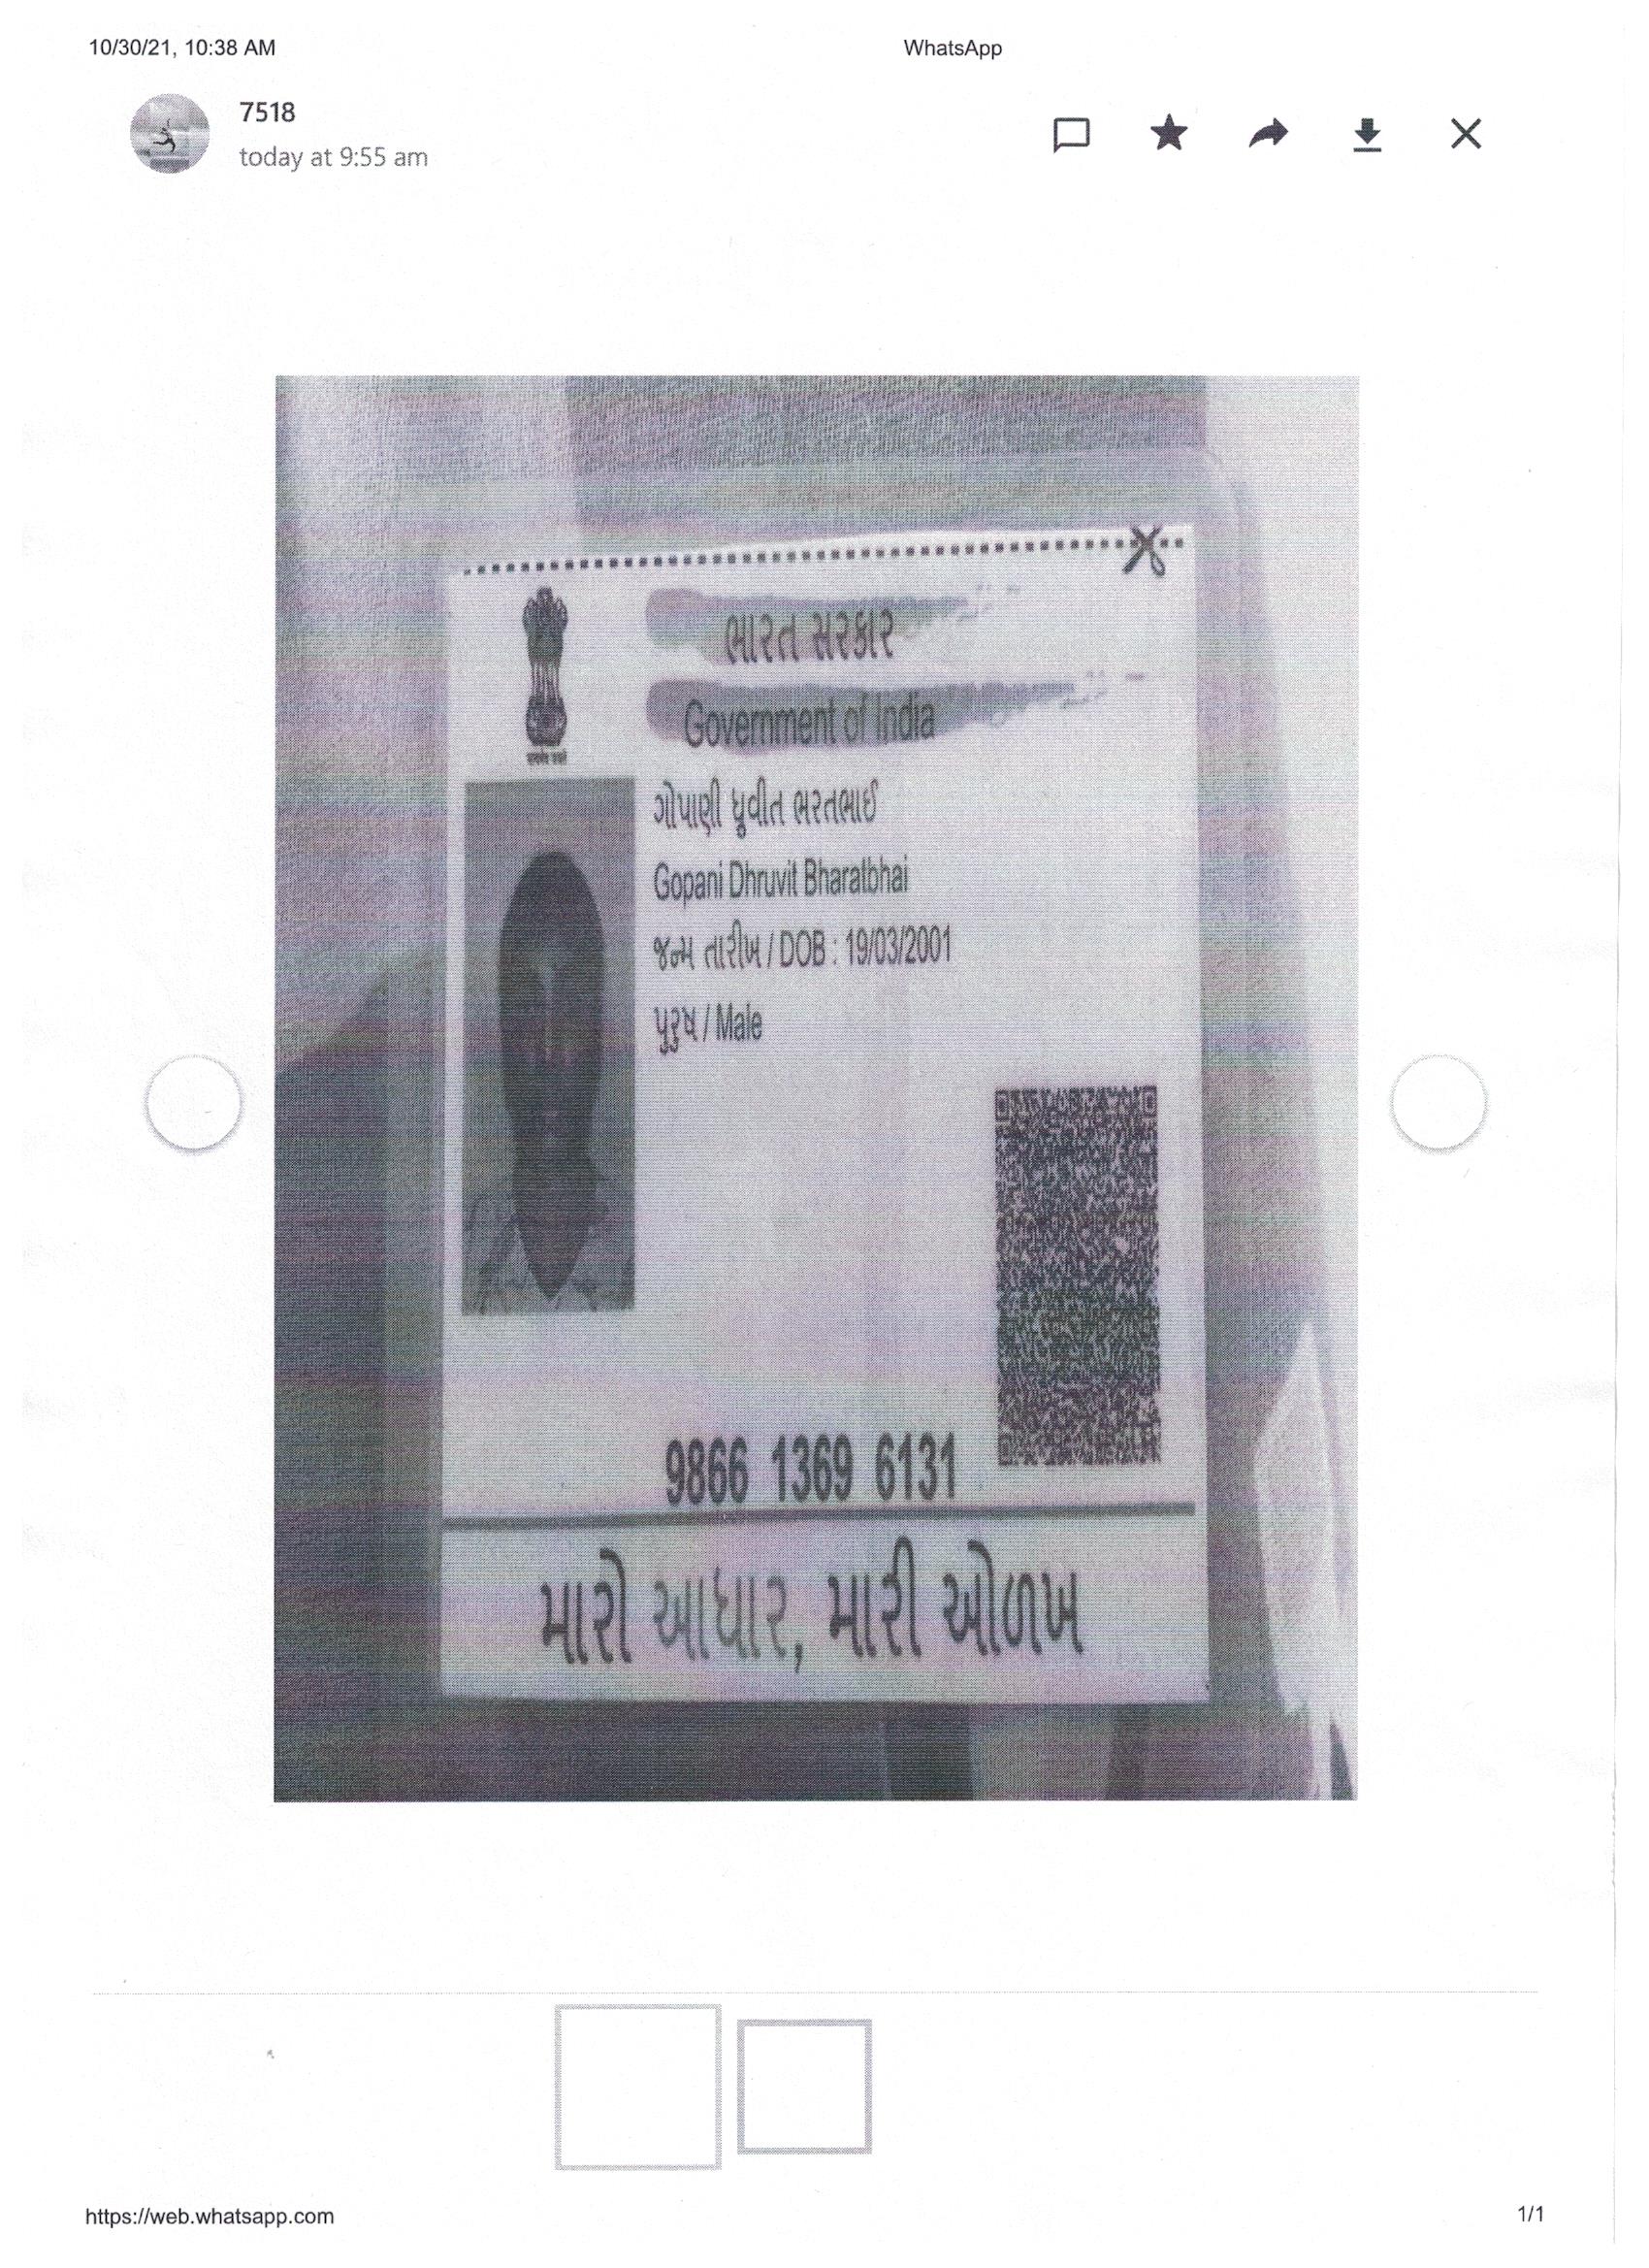 10/30/21, 10:38 AM
WhatsApp
7518
today at 9:55 am
ભારત સરકાર
Government of India
ગોપાણી ધ્રુવીત ભરતભાઈ
Gopani Dhruvit Bharatbhai
જન્મ તારીખ / DOB : 19/03/2001
પુરુષ / Male
9866 1369 6131
મારો આધાર, મારી ઓળખ
https://web.whatsapp.com
1/1